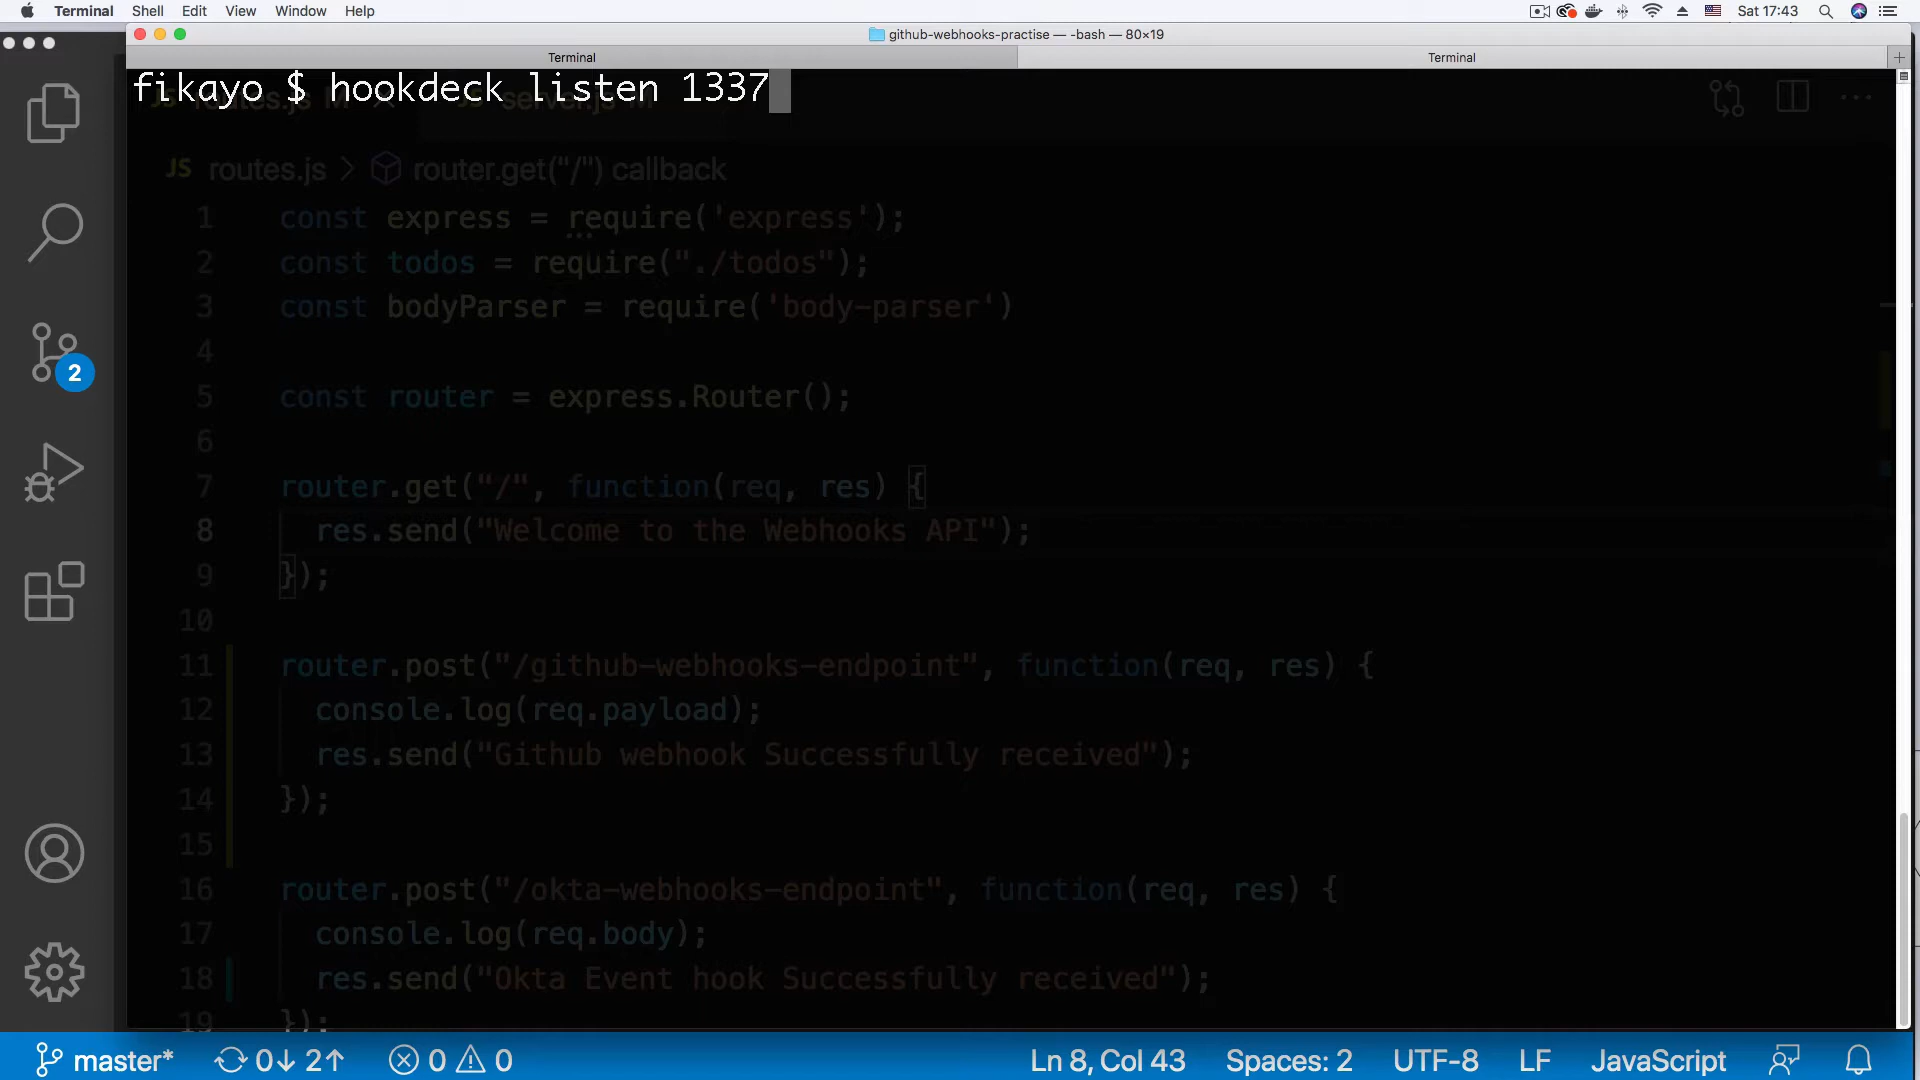 Terminal Shell Edit View Window Help Sat 17:43
github-webhooks-practise — -bash — 80×19
Terminal Terminal
fikayo $ hookdeck listen 1337
routes.js M server.js M
JS routes.js > router.get("/") callback
1 const express = require('express');
2 const todos = require("./todos");
3 const bodyParser = require('body-parser')
4
5 const router = express.Router();
6
7 router.get("/", function(req, res) {
8 res.send("Welcome to the Webhooks API");
9 });
10
11 router.post("/github-webhooks-endpoint", function(req, res) {
12 console.log(req.payload);
13 res.send("Github webhook Successfully received");
14 });
15
16 router.post("/okta-webhooks-endpoint", function(req, res) {
17 console.log(req.body);
18 res.send("Okta Event hook Successfully received");
19 });
2
master* 0↓ 2↑ 0 0 Ln 8, Col 43 Spaces: 2 UTF-8 LF JavaScript